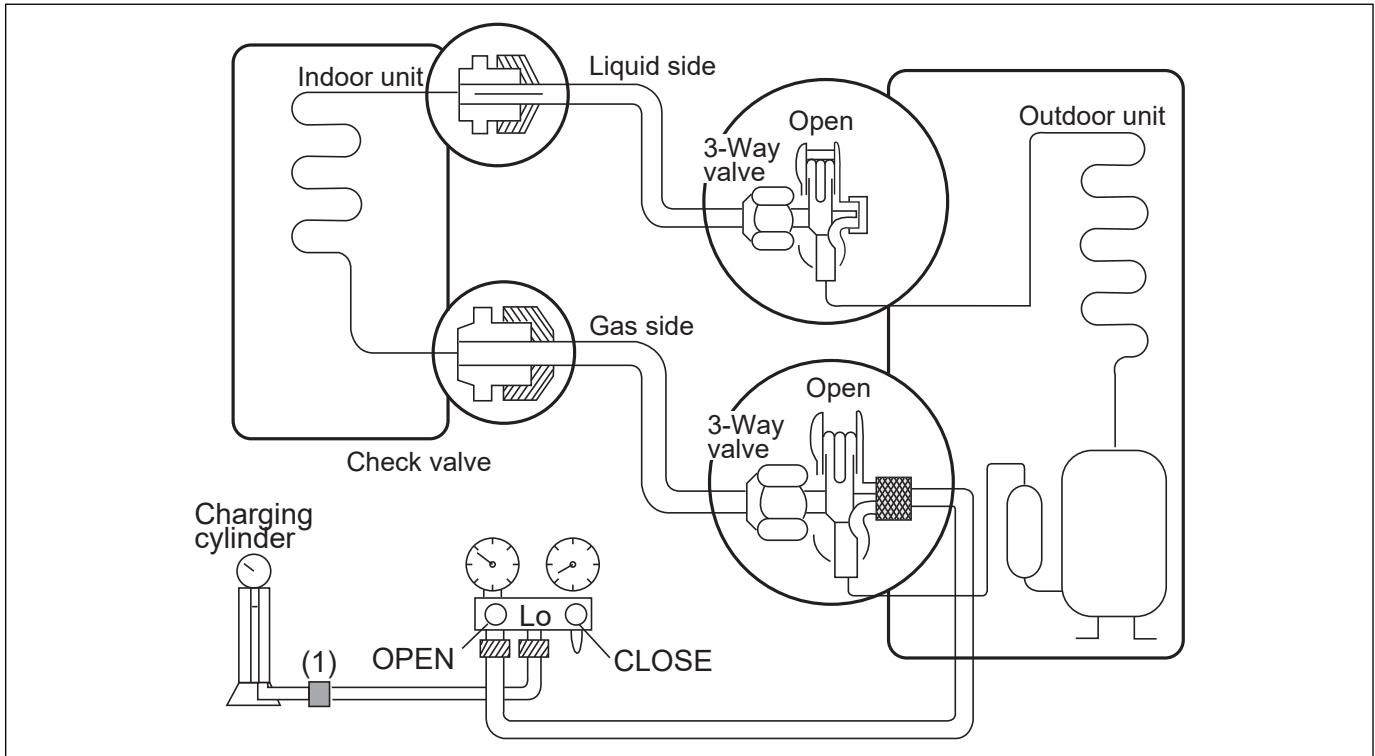 Indoor unit
Liquid side
Open
3-Way
valve
Outdoor unit
Gas side
Open
3-Way
valve
Check valve
Charging
cylinder
Lo
(1)
OPEN
CLOSE